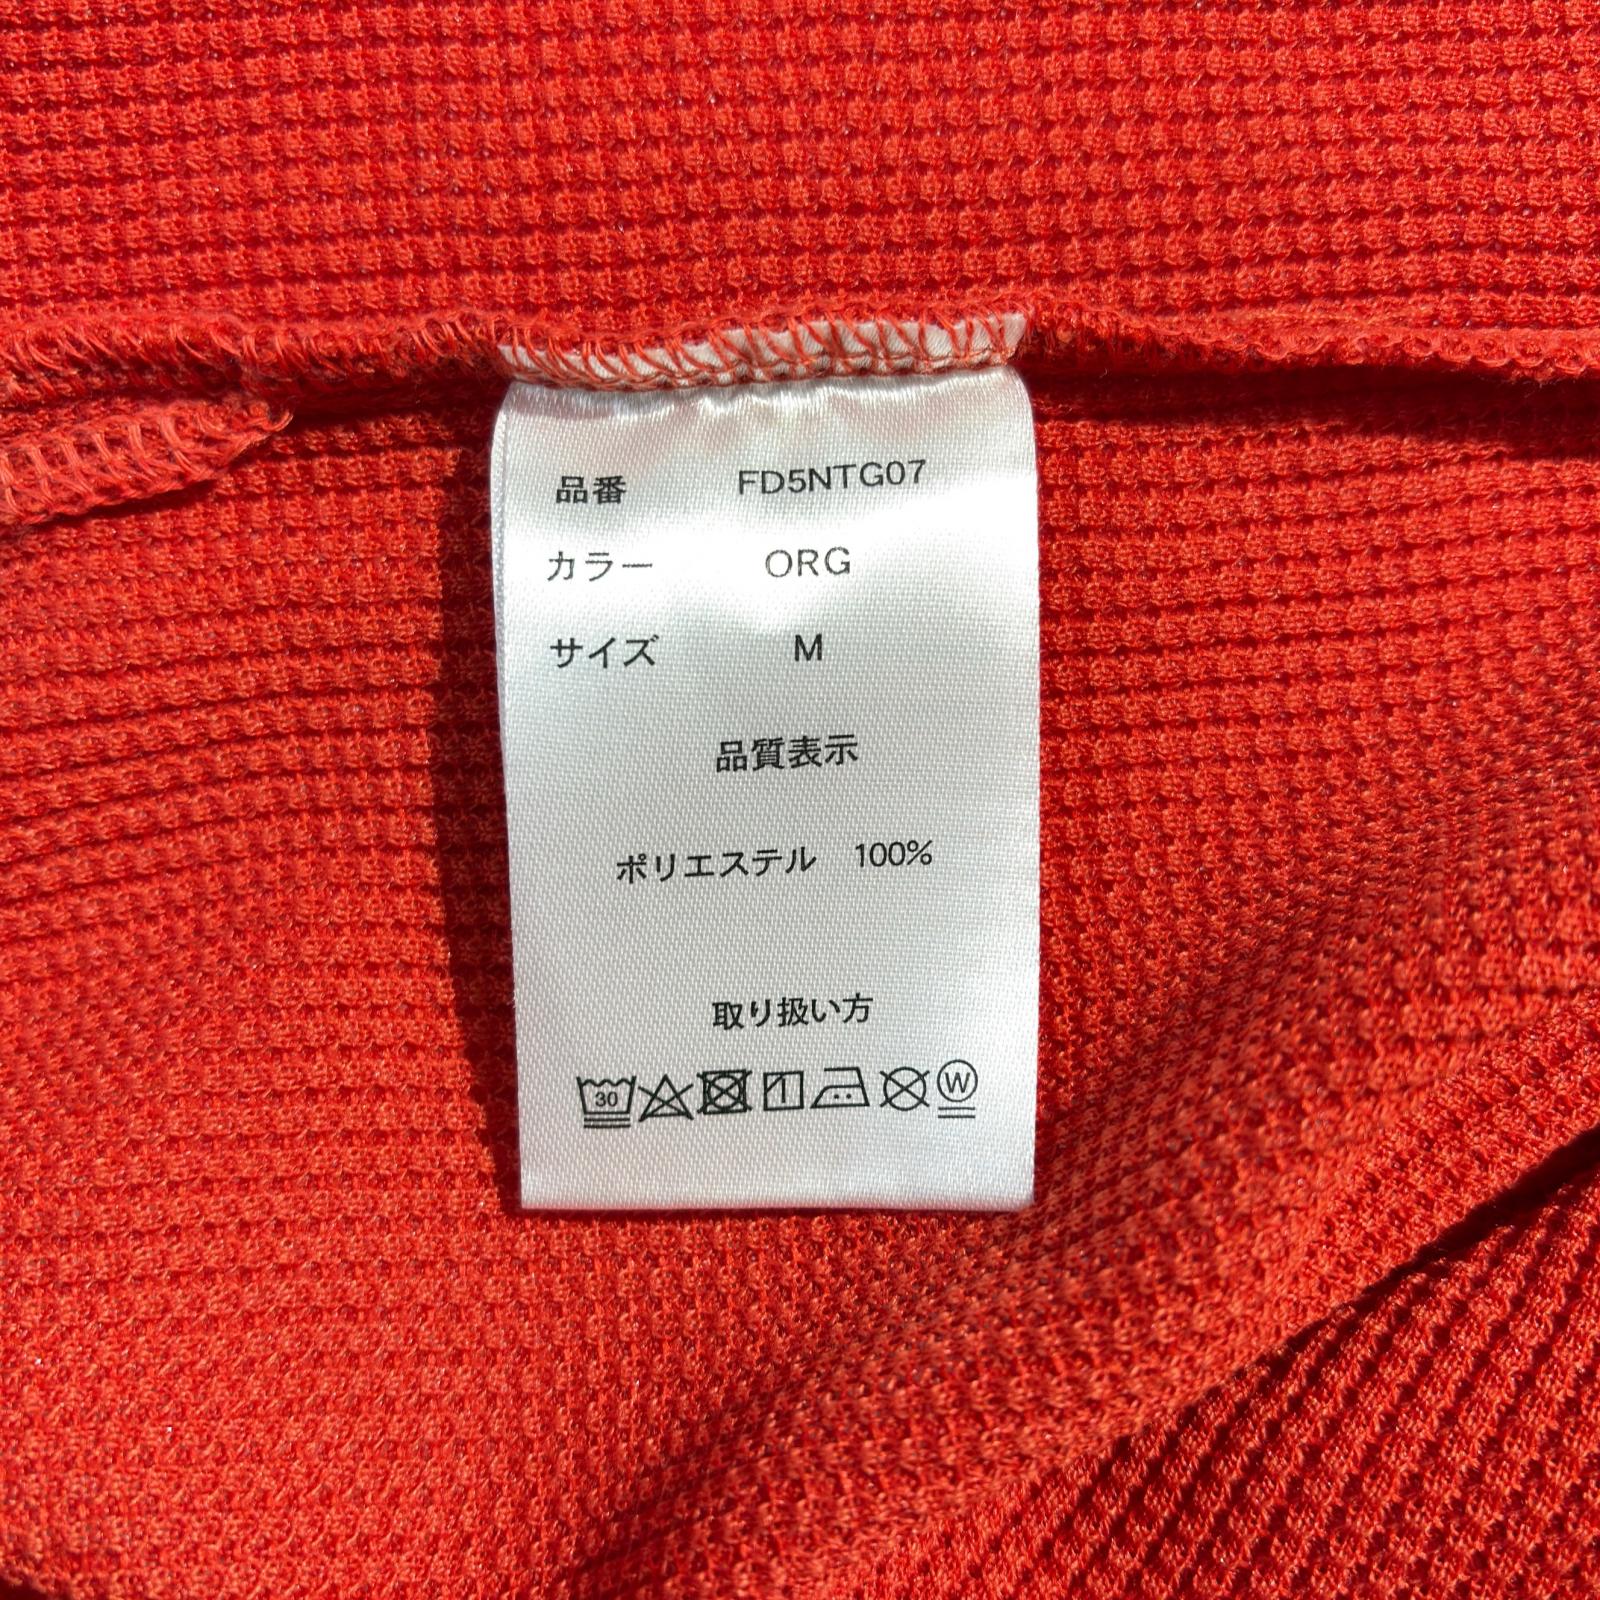 品番 FD5NTG07
カラー ORG
サイズ M
品質表示
ポリエステル 100%
取り扱い方
30 W